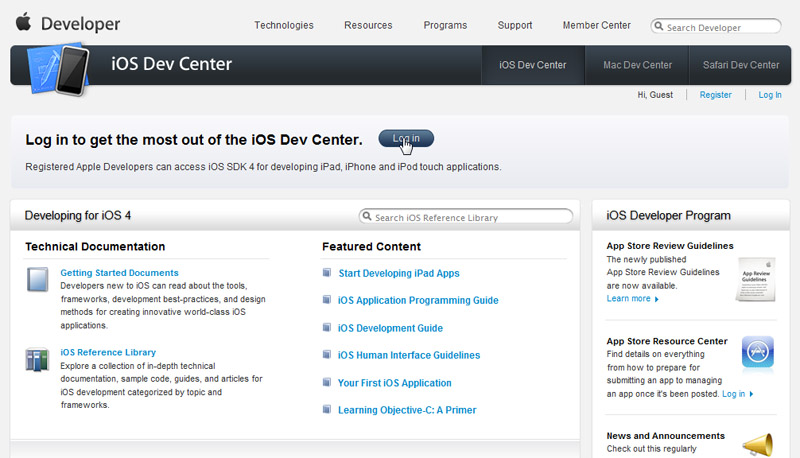 Developer
Technologies
Resources
Programs
Support
Member Center
Search Developer
iOS Dev Center
iOS Dev Center
Mac Dev Center
Safari Dev Center
Hi, Guest
Register
Log In
Log in to get the most out of the iOS Dev Center.
Log in
Registered Apple Developers can access iOS SDK 4 for developing iPad, iPhone and iPod touch applications.
Developing for iOS 4
Search iOS Reference Library
Technical Documentation
Getting Started Documents
Developers new to iOS can read about the tools,
frameworks, development best-practices, and design
methods for creating innovative world-class iOS
applications.
iOS Reference Library
Explore a collection of in-depth technical
documentation, sample code, guides, and articles for
iOS development categorized by topic and
frameworks.
Featured Content
Start Developing iPad Apps
iOS Application Programming Guide
iOS Development Guide
iOS Human Interface Guidelines
Your First iOS Application
Learning Objective-C: A Primer
iOS Developer Program
App Store Review Guidelines
The newly published
App Store Review Guidelines
are now available.
Learn more
App Review
Guidelines
App Store Resource Center
Find details on everything
from how to prepare for
submitting an app to managing
an app once it's been posted. Log in
News and Announcements
Check out this regularly